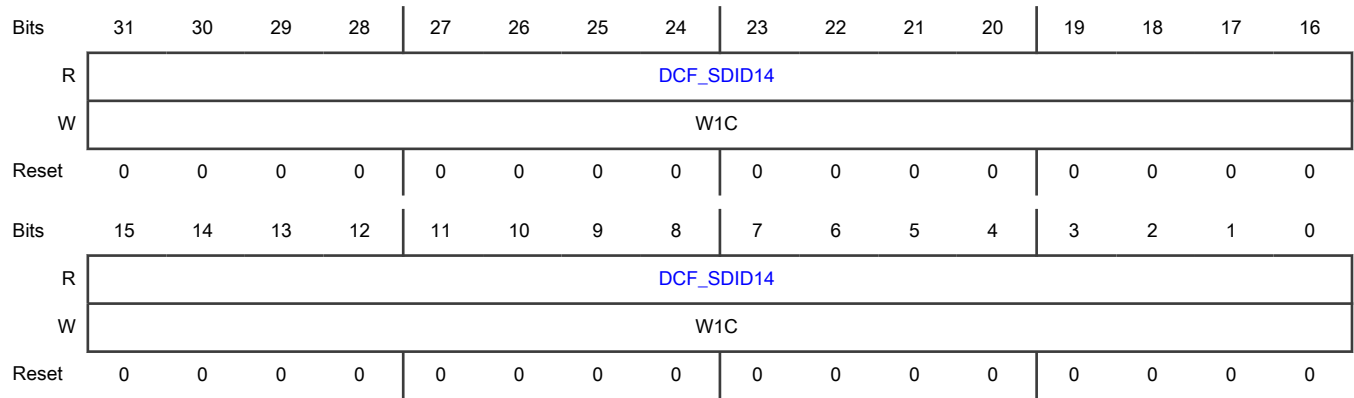 Bits 31 30 29 28 27 26 25 24 23 22 21 20 19 18 17 16
R DCF_SDID14
W W1C
Reset 0 0 0 0 0 0 0 0 0 0 0 0 0 0 0 0
Bits 15 14 13 12 11 10 9 8 7 6 5 4 3 2 1 0
R DCF_SDID14
W W1C
Reset 0 0 0 0 0 0 0 0 0 0 0 0 0 0 0 0